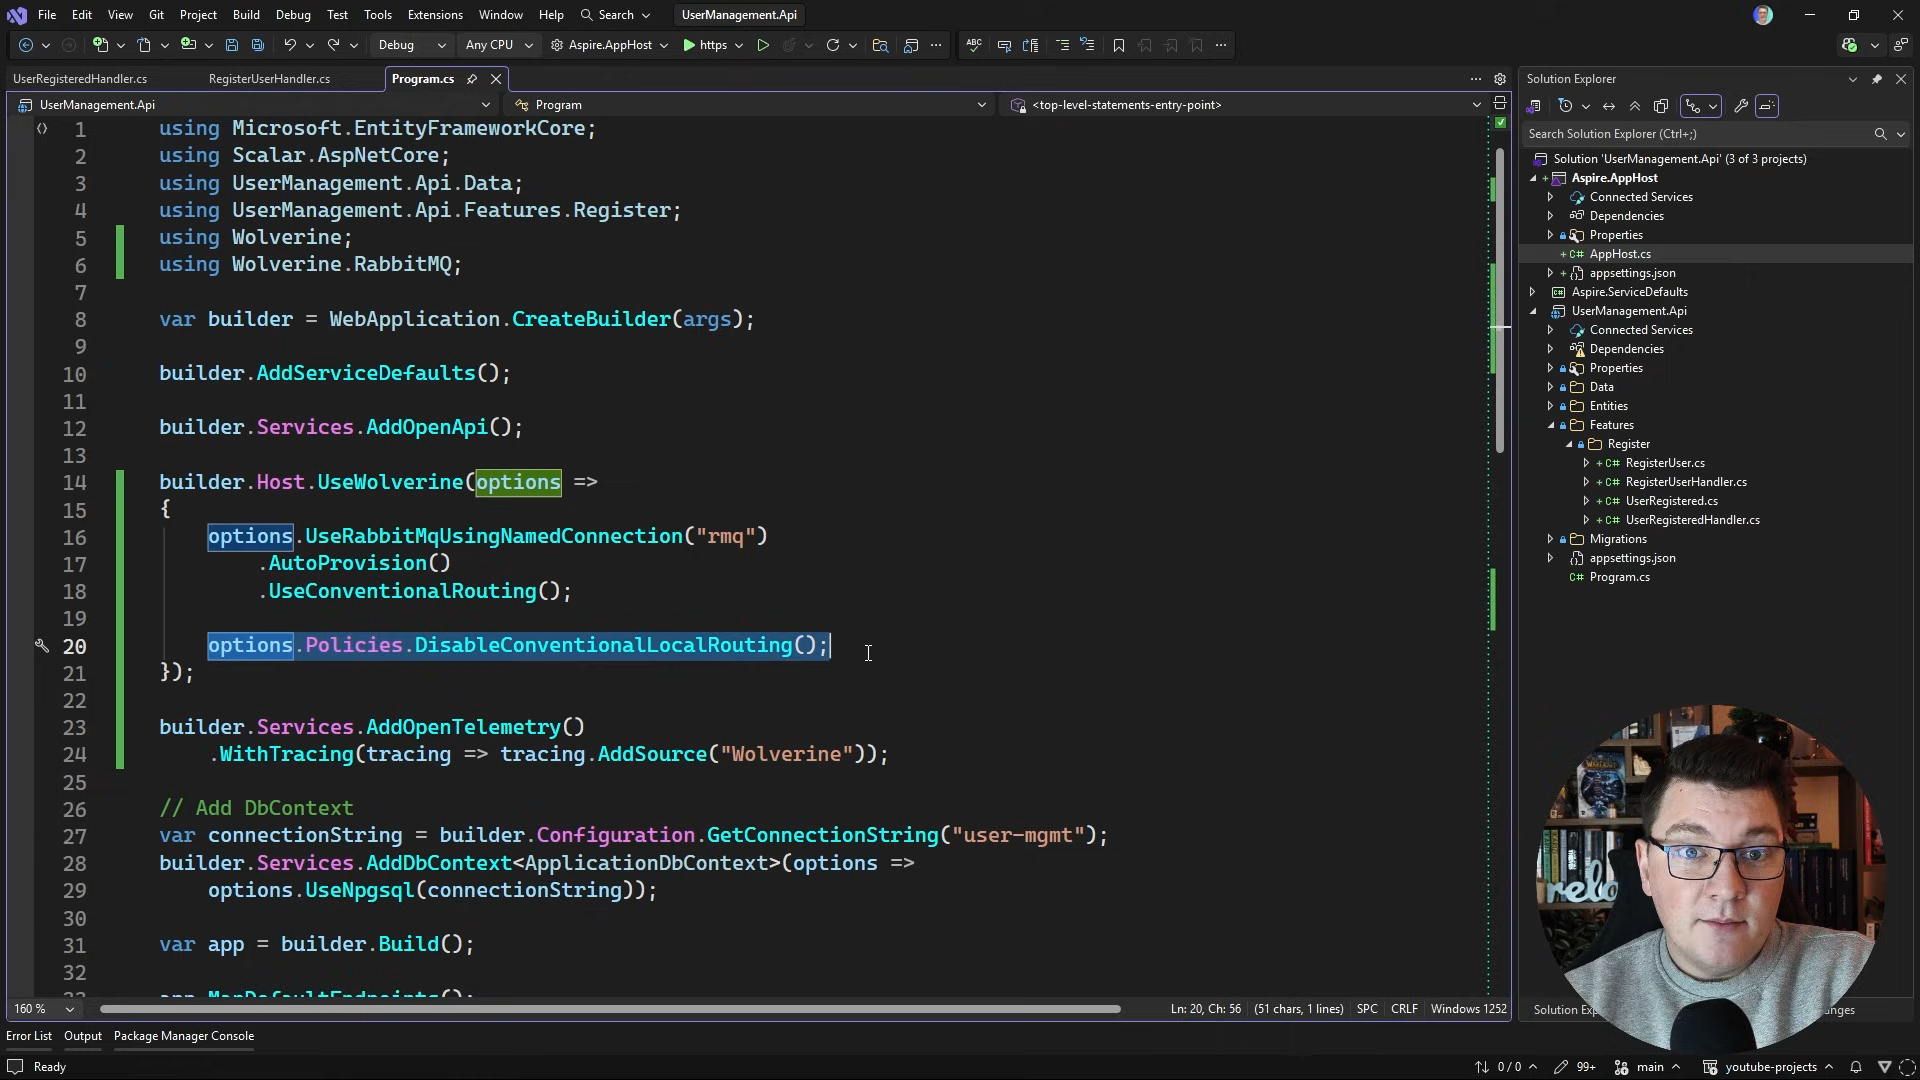 File Edit View Git Project Build Debug Test Tools Extensions Window Help Search UserManagement.Api
Debug Any CPU Aspire.AppHost https
UserRegisteredHandler.cs RegisterUserHandler.cs Program.cs
UserManagement.Api Program <top-level-statements-entry-point>
1 using Microsoft.EntityFrameworkCore;
2 using Scalar.AspNetCore;
3 using UserManagement.Api.Data;
4 using UserManagement.Api.Features.Register;
5 using Wolverine;
6 using Wolverine.RabbitMQ;
7
8 var builder = WebApplication.CreateBuilder(args);
9
10 builder.AddServiceDefaults();
11
12 builder.Services.AddOpenApi();
13
14 builder.Host.UseWolverine(options =>
15 {
16 options.UseRabbitMqUsingNamedConnection("rmq")
17 .AutoProvision()
18 .UseConventionalRouting();
19
20 options.Policies.DisableConventionalLocalRouting();
21 });
22
23 builder.Services.AddOpenTelemetry()
24 .WithTracing(tracing => tracing.AddSource("Wolverine"));
25
26 // Add DbContext
27 var connectionString = builder.Configuration.GetConnectionString("user-mgmt");
28 builder.Services.AddDbContext<ApplicationDbContext>(options =>
29 options.UseNpgsql(connectionString));
30
31 var app = builder.Build();
32
33 app.MapDefaultEndpoints();
160 % Ln: 20, Ch: 56 (51 chars, 1 lines) SPC CRLF Windows 1252
Solution Explorer
Search Solution Explorer (Ctrl+;)
Solution 'UserManagement.Api' (3 of 3 projects)
Aspire.AppHost
Connected Services
Dependencies
Properties
AppHost.cs
appsettings.json
Aspire.ServiceDefaults
UserManagement.Api
Connected Services
Dependencies
Properties
Data
Entities
Features
Register
RegisterUser.cs
RegisterUserHandler.cs
UserRegistered.cs
UserRegisteredHandler.cs
Migrations
appsettings.json
Program.cs
Error List Output Package Manager Console
Ready 0 / 0 99+ main youtube-projects